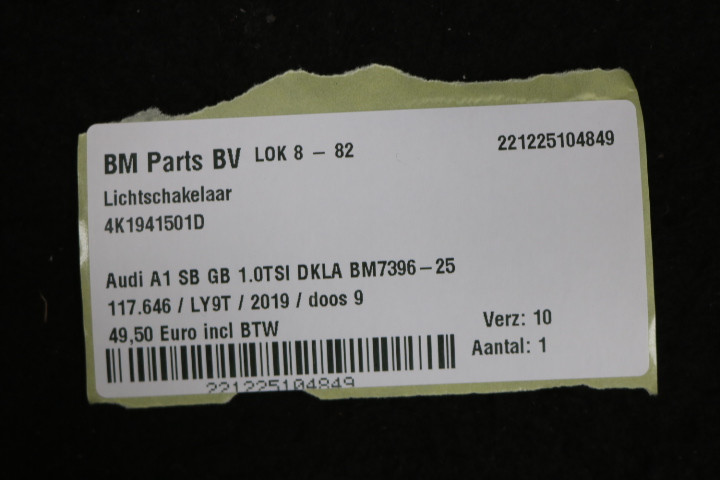 BM Parts BV LOK 8 – 82 221225104849
Lichtschakelaar
4K1941501D
Audi A1 SB GB 1.0TSI DKLA BM7396–25
117.646 / LY9T / 2019 / doos 9
49,50 Euro incl BTW
Verz: 10
Aantal: 1
221225104849